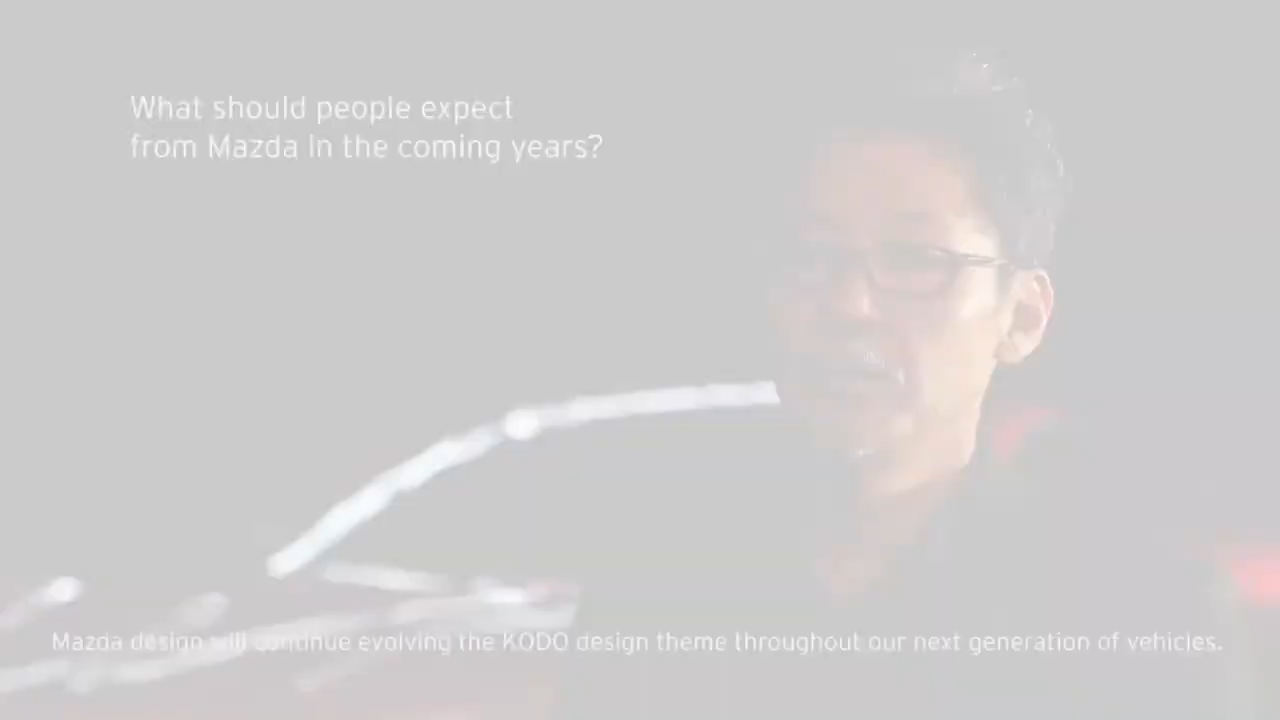 What should people expect
from Mazda In the coming years?
Mazda design will continue evolving the KODO design theme throughout our next generation of vehicles.